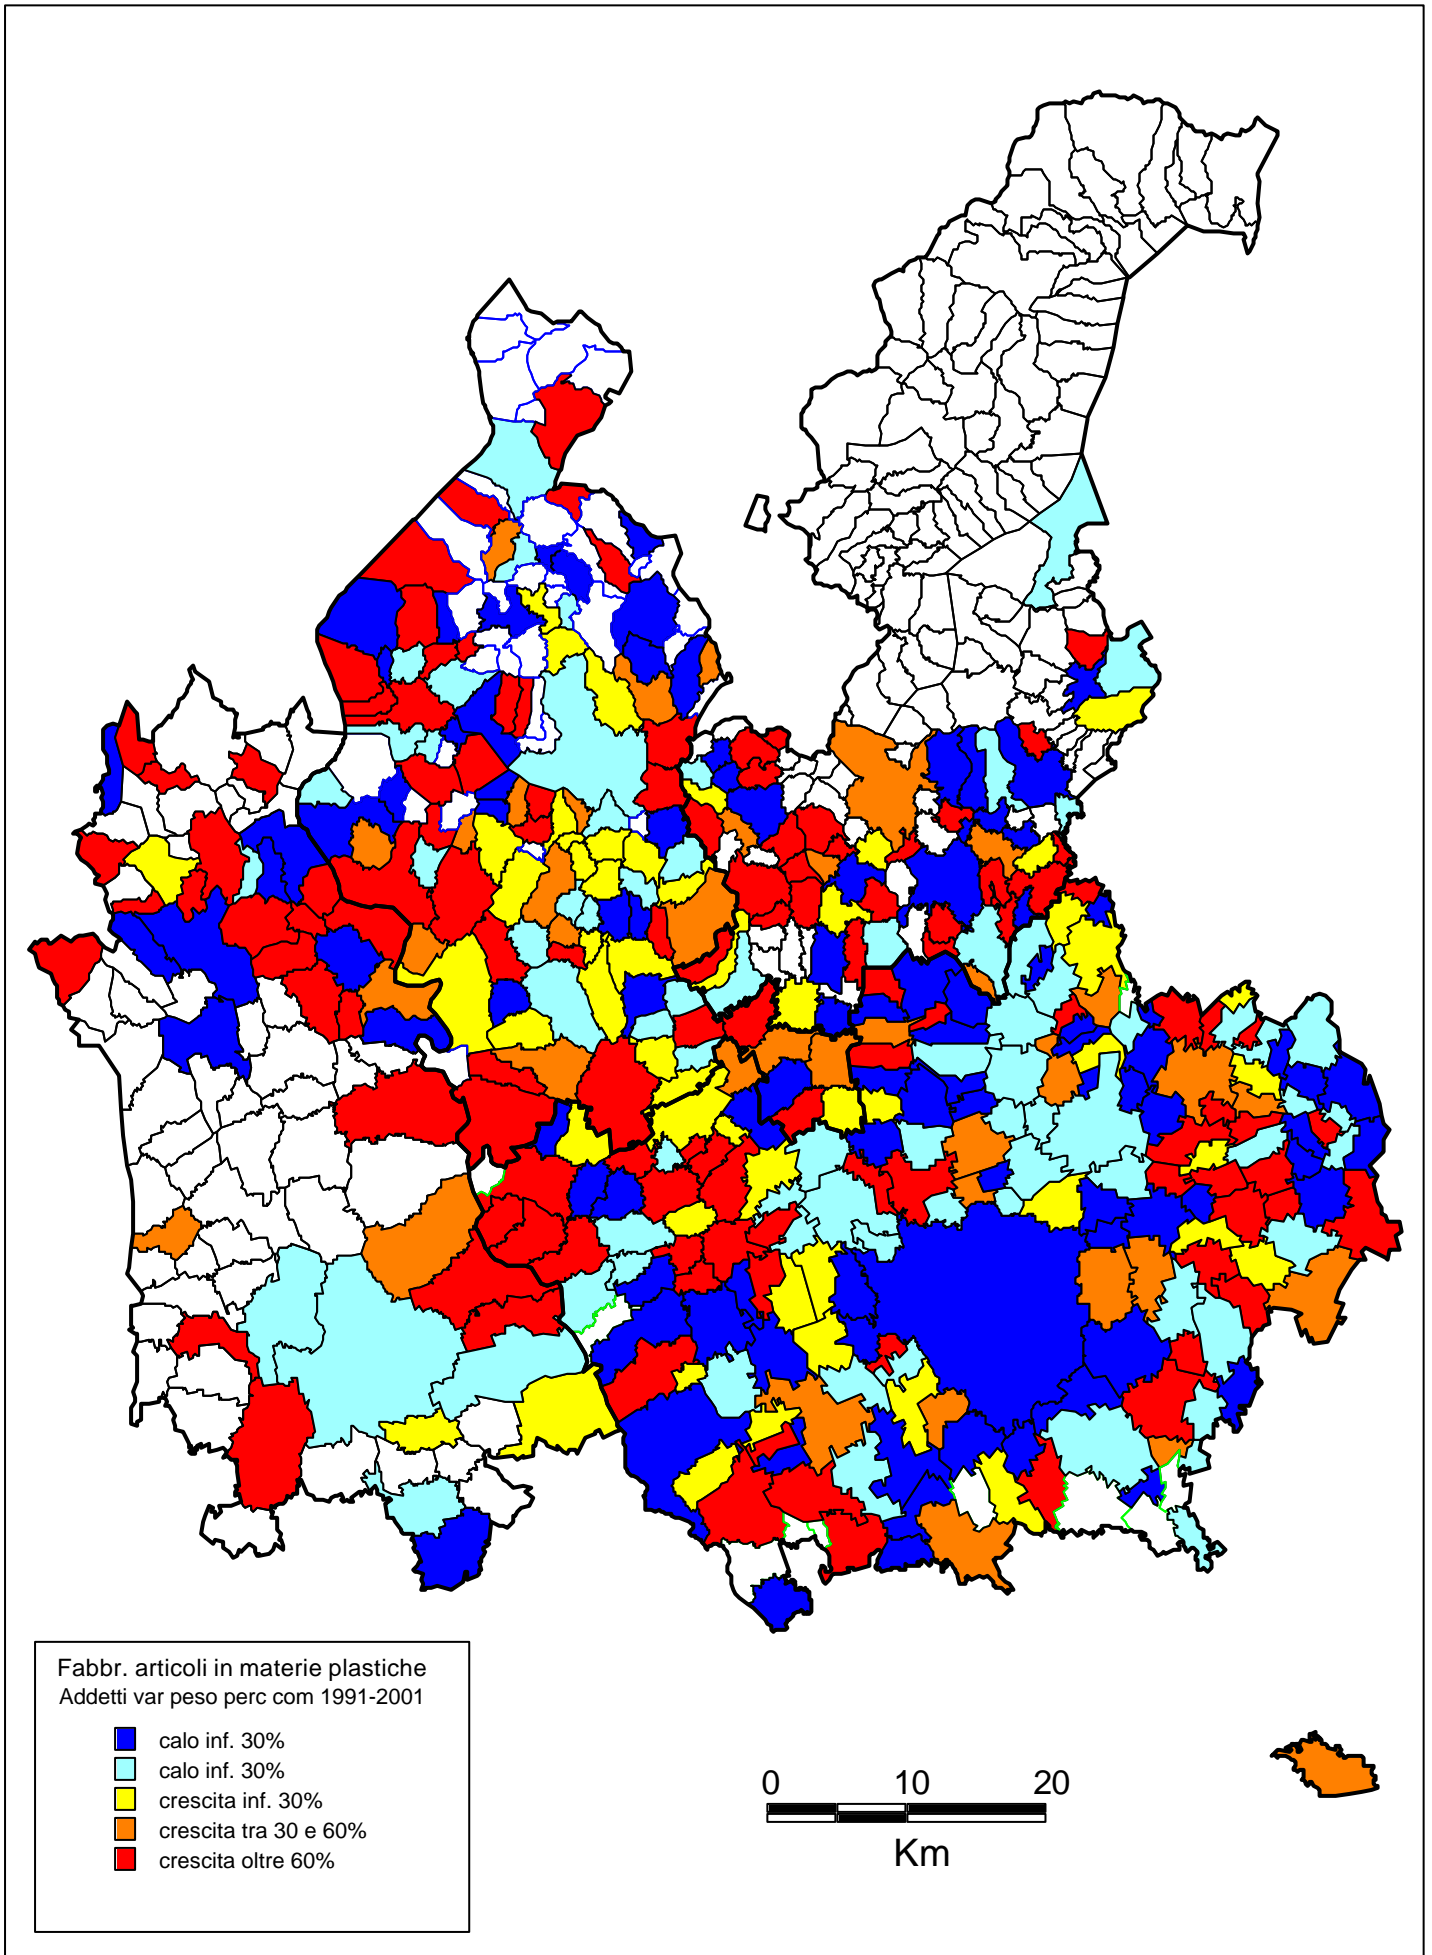 Fabbr. articoli in materie plastiche
Addetti var peso perc com 1991-2001
calo inf. 30%
calo inf. 30%
crescita inf. 30%
crescita tra 30 e 60%
crescita oltre 60%
0 10 20
Km